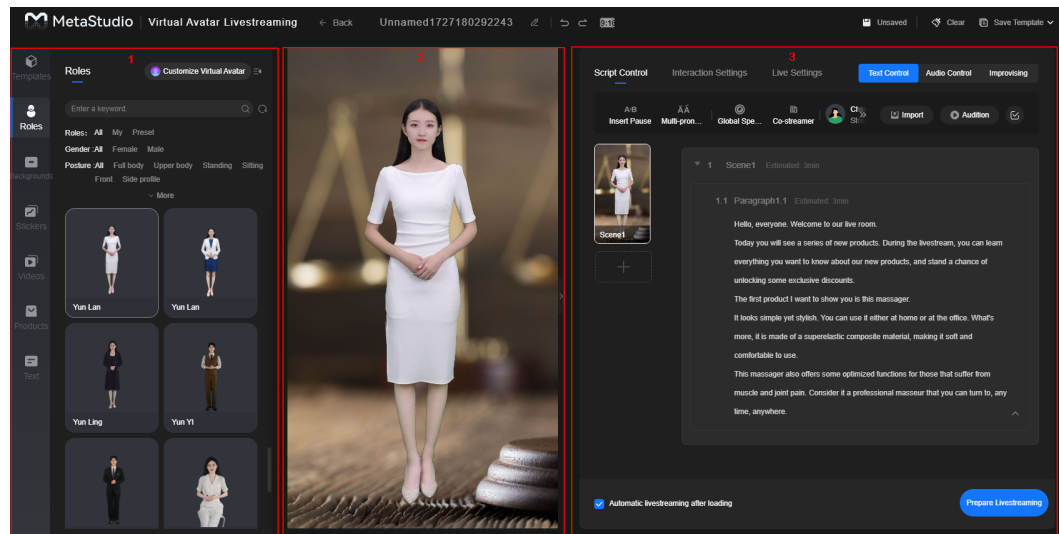 MetaStudio Virtual Avatar Livestreaming ← Back Unnamed1727180292243 Unsaved Clear Save Template
1
2
3
Templates
Roles
Backgrounds
Stickers
Videos
Products
Text
Roles Customize Virtual Avatar
Enter a keyword.
Roles: All My Preset
Gender :All Female Male
Posture :All Full body Upper body Standing Sitting
Front Side profile
More
Yun Lan Yun Lan
Yun Ling Yun YI
Script Control Interaction Settings Live Settings Text Control Audio Control Improvising
Insert Pause Multi-pron... Global Spe... Co-streamer Import Audition
Scene1
1 Scene1 Estimated: 3min
1.1 Paragraph1.1 Estimated: 3min
Hello, everyone. Welcome to our live room.
Today you will see a series of new products. During the livestream, you can learn
everything you want to know about our new products, and stand a chance of
unlocking some exclusive discounts.
The first product I want to show you is this massager.
It looks simple yet stylish. You can use it either at home or at the office. What's
more, it is made of a superelastic composite material, making it soft and
comfortable to use.
This massager also offers some optimized functions for those that suffer from
muscle and joint pain. Consider it a professional masseur that you can turn to, any
time, anywhere.
Automatic livestreaming after loading
Prepare Livestreaming